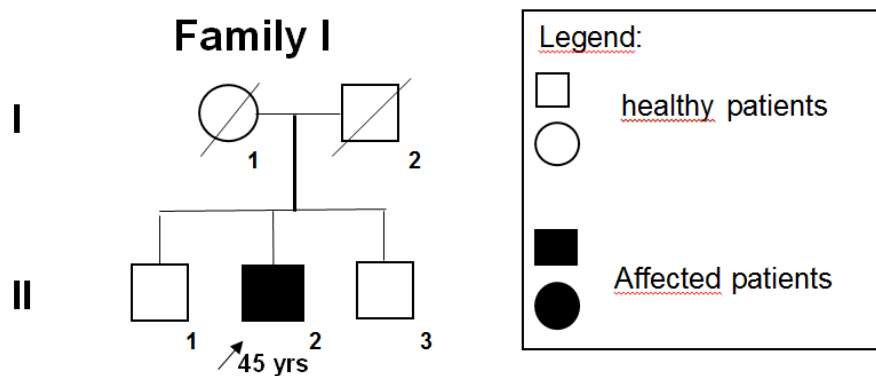 Family I
I
1
2
II
1
2
3
45 yrs
Legend:
healthy patients
Affected patients